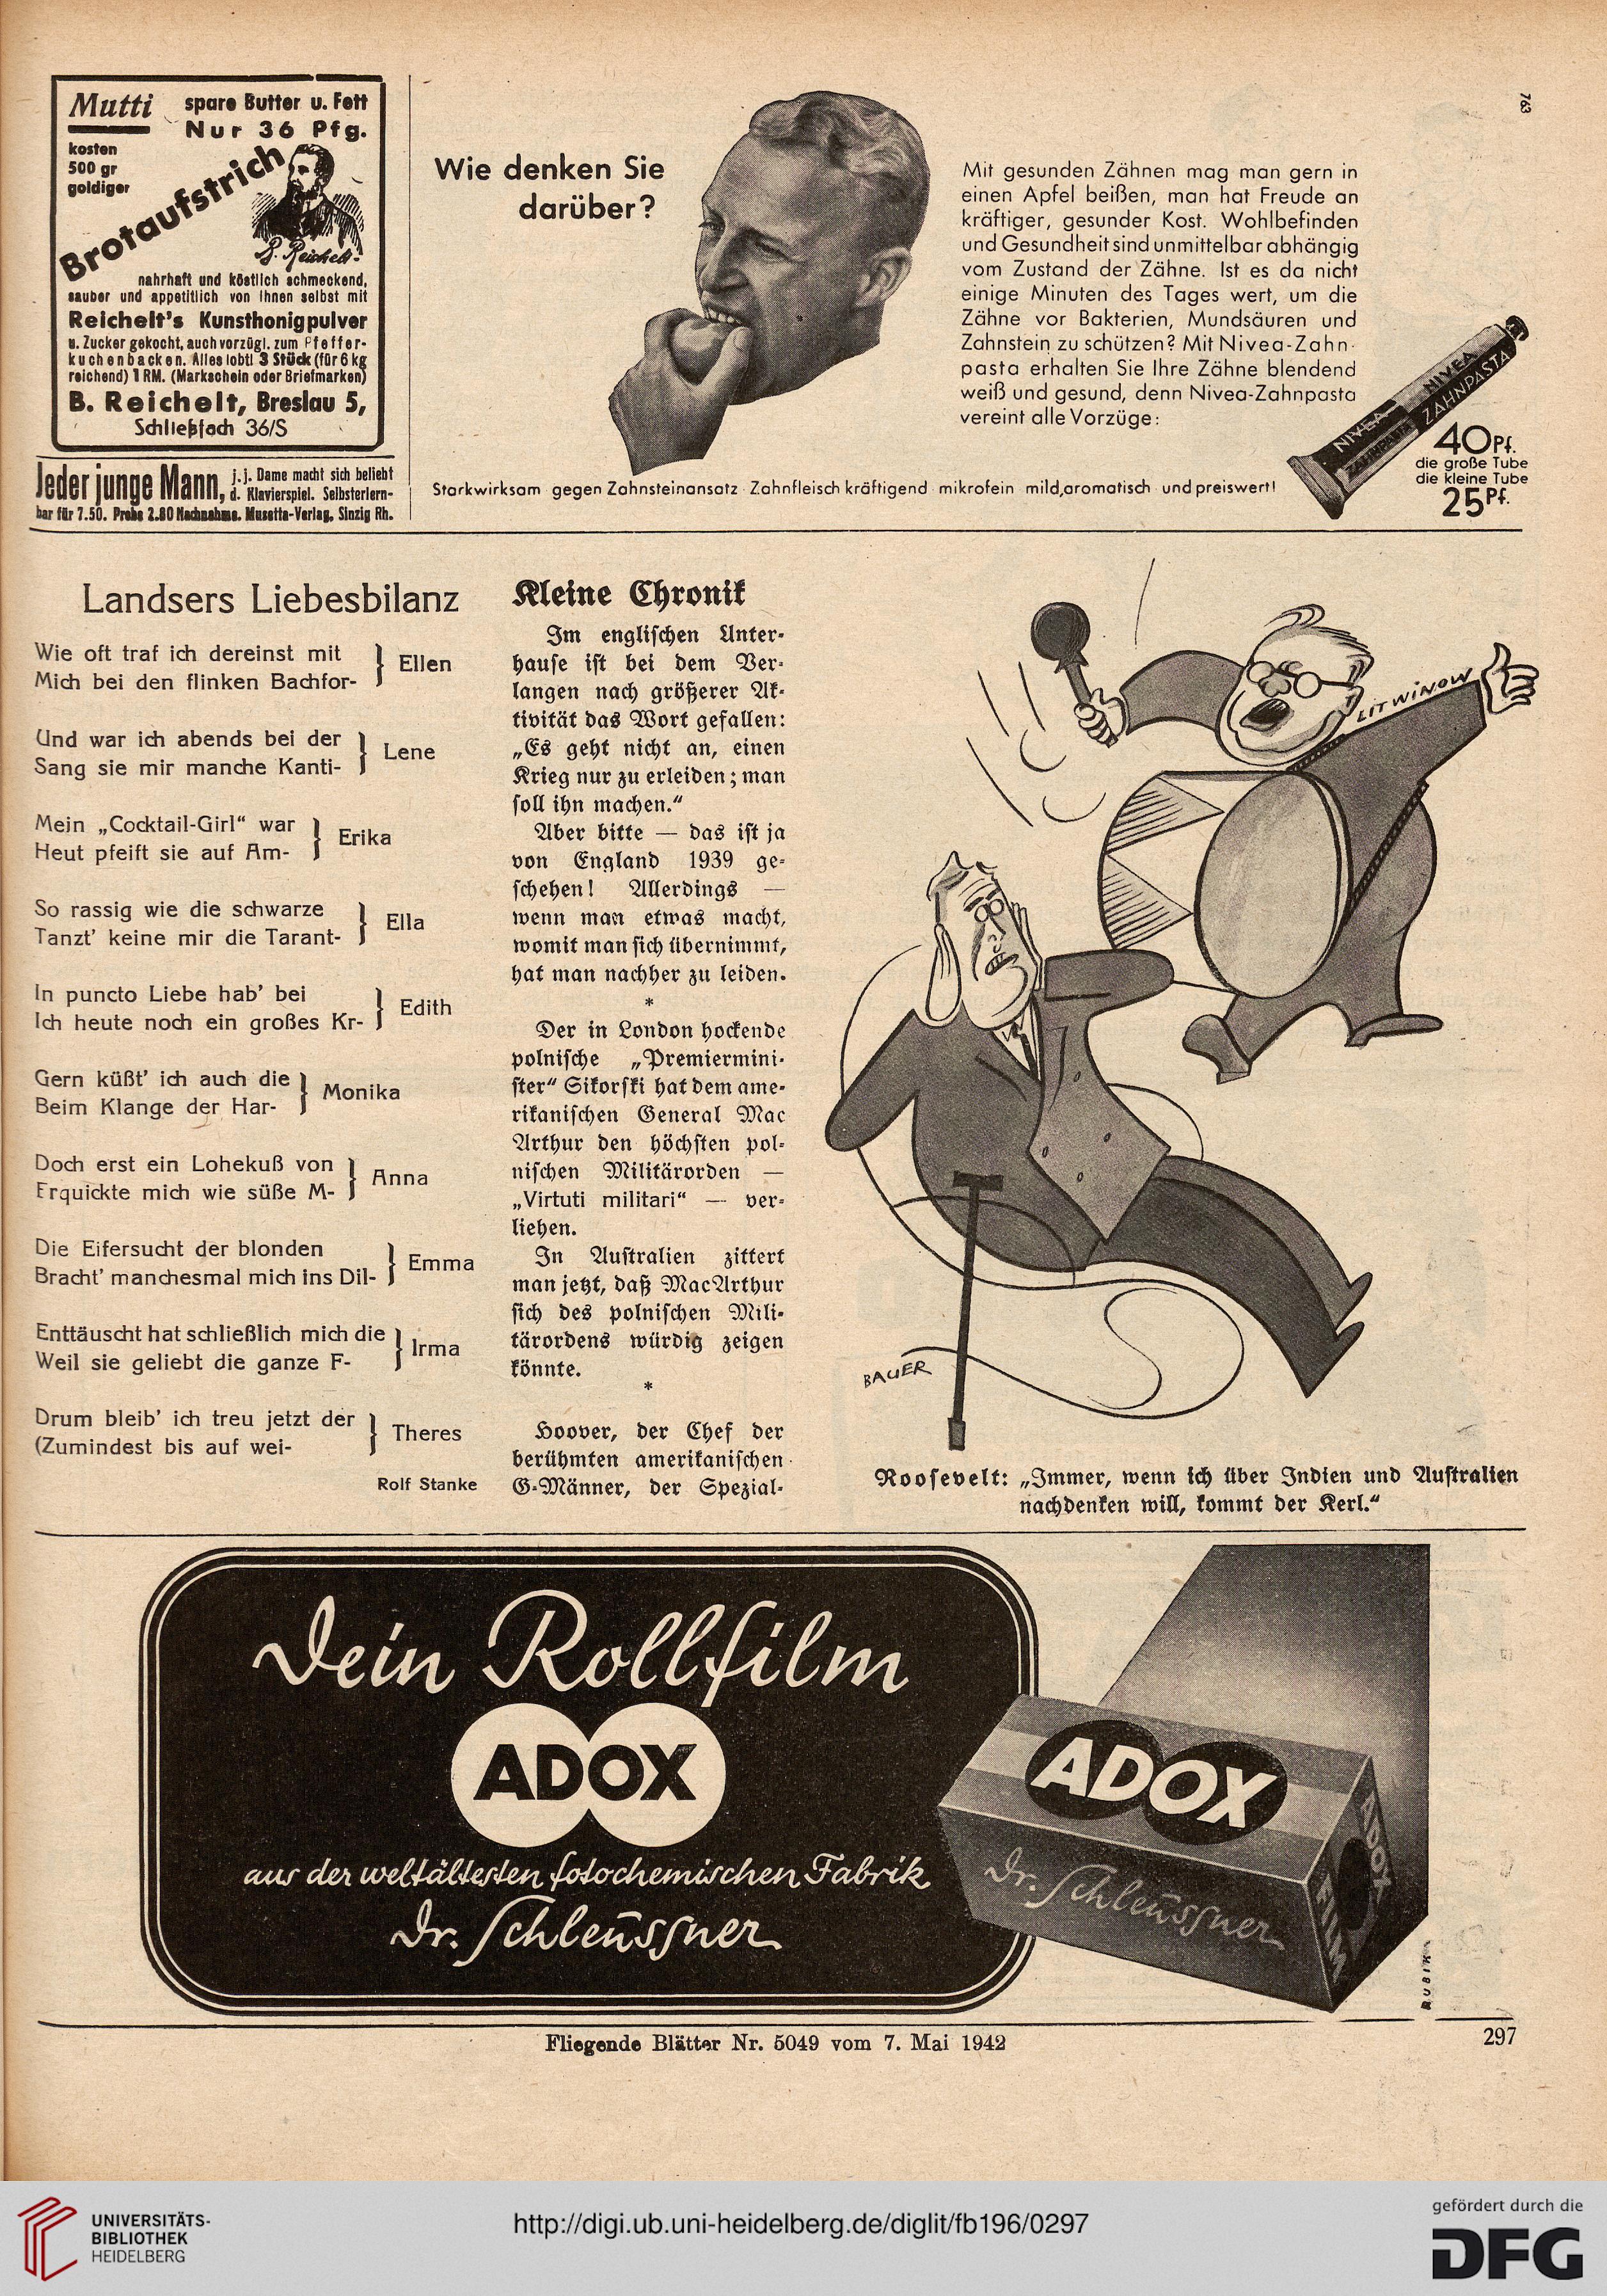 Mutti spare Butter u. Fett
Nur 36 Pfg.
kosten
500 gr
goldiger
Brotaufstrich
B. Reichelt.
nahrhaft und köstlich schmeckend,
sauber und appetitlich von Ihnen selbst mit
Reichelt's Kunsthonigpulver
u. Zucker gekocht, auch vorzügl. zum Pfeffer-
kuchenbacken. Alles lobt! 3 Stück (für 6 kg
reichend) 1 RM. (Markschein oder Briefmarken)
B. Reichelt, Breslau 5,
Schließfach 36/S
Jeder junge Mann, j. j. Dame macht sich beliebt
d. Klavierspiel. Selbsterlern-
bar für 7.50. Probe 2.80 Nachnahme. Musetta-Verlag, Sinzig Rh.
Wie denken Sie
darüber?
Mit gesunden Zähnen mag man gern in
einen Apfel beißen, man hat Freude an
kräftiger, gesunder Kost. Wohlbefinden
und Gesundheit sind unmittelbar abhängig
vom Zustand der Zähne. Ist es da nicht
einige Minuten des Tages wert, um die
Zähne vor Bakterien, Mundsäuren und
Zahnstein zu schützen? Mit Nivea-Zahn-
pasta erhalten Sie Ihre Zähne blendend
weiß und gesund, denn Nivea-Zahnpasta
vereint alle Vorzüge:
763
NIVEA
ZAHNPASTA
NIVEA
ZAHNPASTA
40Pf.
die große Tube
die kleine Tube
25Pf.
Starkwirksam gegen Zahnsteinansatz · Zahnfleisch kräftigend · mikrofein · mild, aromatisch · und preiswert!
Landsers Liebesbilanz
Wie oft traf ich dereinst mit
Mich bei den flinken Bachfor- } Ellen
Und war ich abends bei der
Sang sie mir manche Kanti- } Lene
Mein „Cocktail-Girl“ war
Heut pfeift sie auf Am- } Erika
So rassig wie die schwarze
Tanzt' keine mir die Tarant- } Ella
In puncto Liebe hab' bei
Ich heute noch ein großes Kr- } Edith
Gern küßt' ich auch die
Beim Klange der Har- } Monika
Doch erst ein Lohekuß von
Erquickte mich wie süße M- } Anna
Die Eifersucht der blonden
Bracht' manchesmal mich ins Dil- } Emma
Enttäuscht hat schließlich mich die
Weil sie geliebt die ganze F- } Irma
Drum bleib' ich treu jetzt der
(Zumindest bis auf wei- } Theres
Rolf Stanke
Kleine Chronik
Im englischen Unter-
hause ist bei dem Ver-
langen nach größerer Ak-
tivität das Wort gefallen:
„Es geht nicht an, einen
Krieg nur zu erleiden; man
soll ihn machen.“
Aber bitte — das ist ja
von England 1939 ge-
schehen! Allerdings —
wenn man etwas macht,
womit man sich übernimmt,
hat man nachher zu leiden.
*
Der in London hockende
polnische „Premiermini-
ster“ Sikorski hat dem ame-
rikanischen General Mac
Arthur den höchsten pol-
nischen Militärorden —
„Virtuti militari“ — ver-
liehen.
In Australien zittert
man jetzt, daß MacArthur
sich des polnischen Mili-
tärordens würdig zeigen
könnte.
*
Hoover, der Chef der
berühmten amerikanischen
G-Männer, der Spezial-
LITWINOW
BAUER
Roosevelt: „Immer, wenn ich über Indien und Australien
nachdenken will, kommt der Kerl.“
Dein Rollfilm
ADOX
aus der weltältesten fotochemischen Fabrik
Dr. Schleussner
ADOX
Dr. Schleussner
ADOX
FILM
RUBIK
Fliegende Blätter Nr. 5049 vom 7. Mai 1942
297
UNIVERSITÄTS-
BIBLIOTHEK
HEIDELBERG
http://digi.ub.uni-heidelberg.de/diglit/fb196/0297
gefördert durch die
DFG